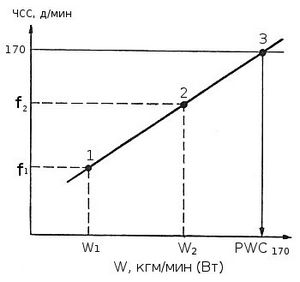 ЧСС, д/мин
170
3
f₂
2
f₁
1
W₁
W₂
PWC 170
W, кгм/мин (Вт)